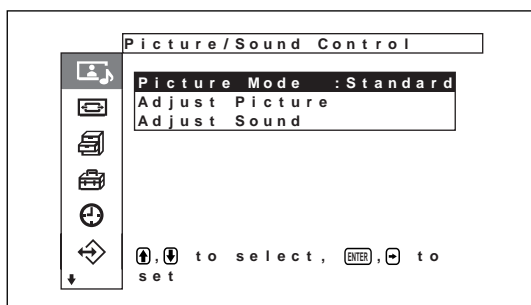 Picture/Sound Control
Picture Mode :Standard
Adjust Picture
Adjust Sound
↑,↓ to select, ENTER,→ to
set